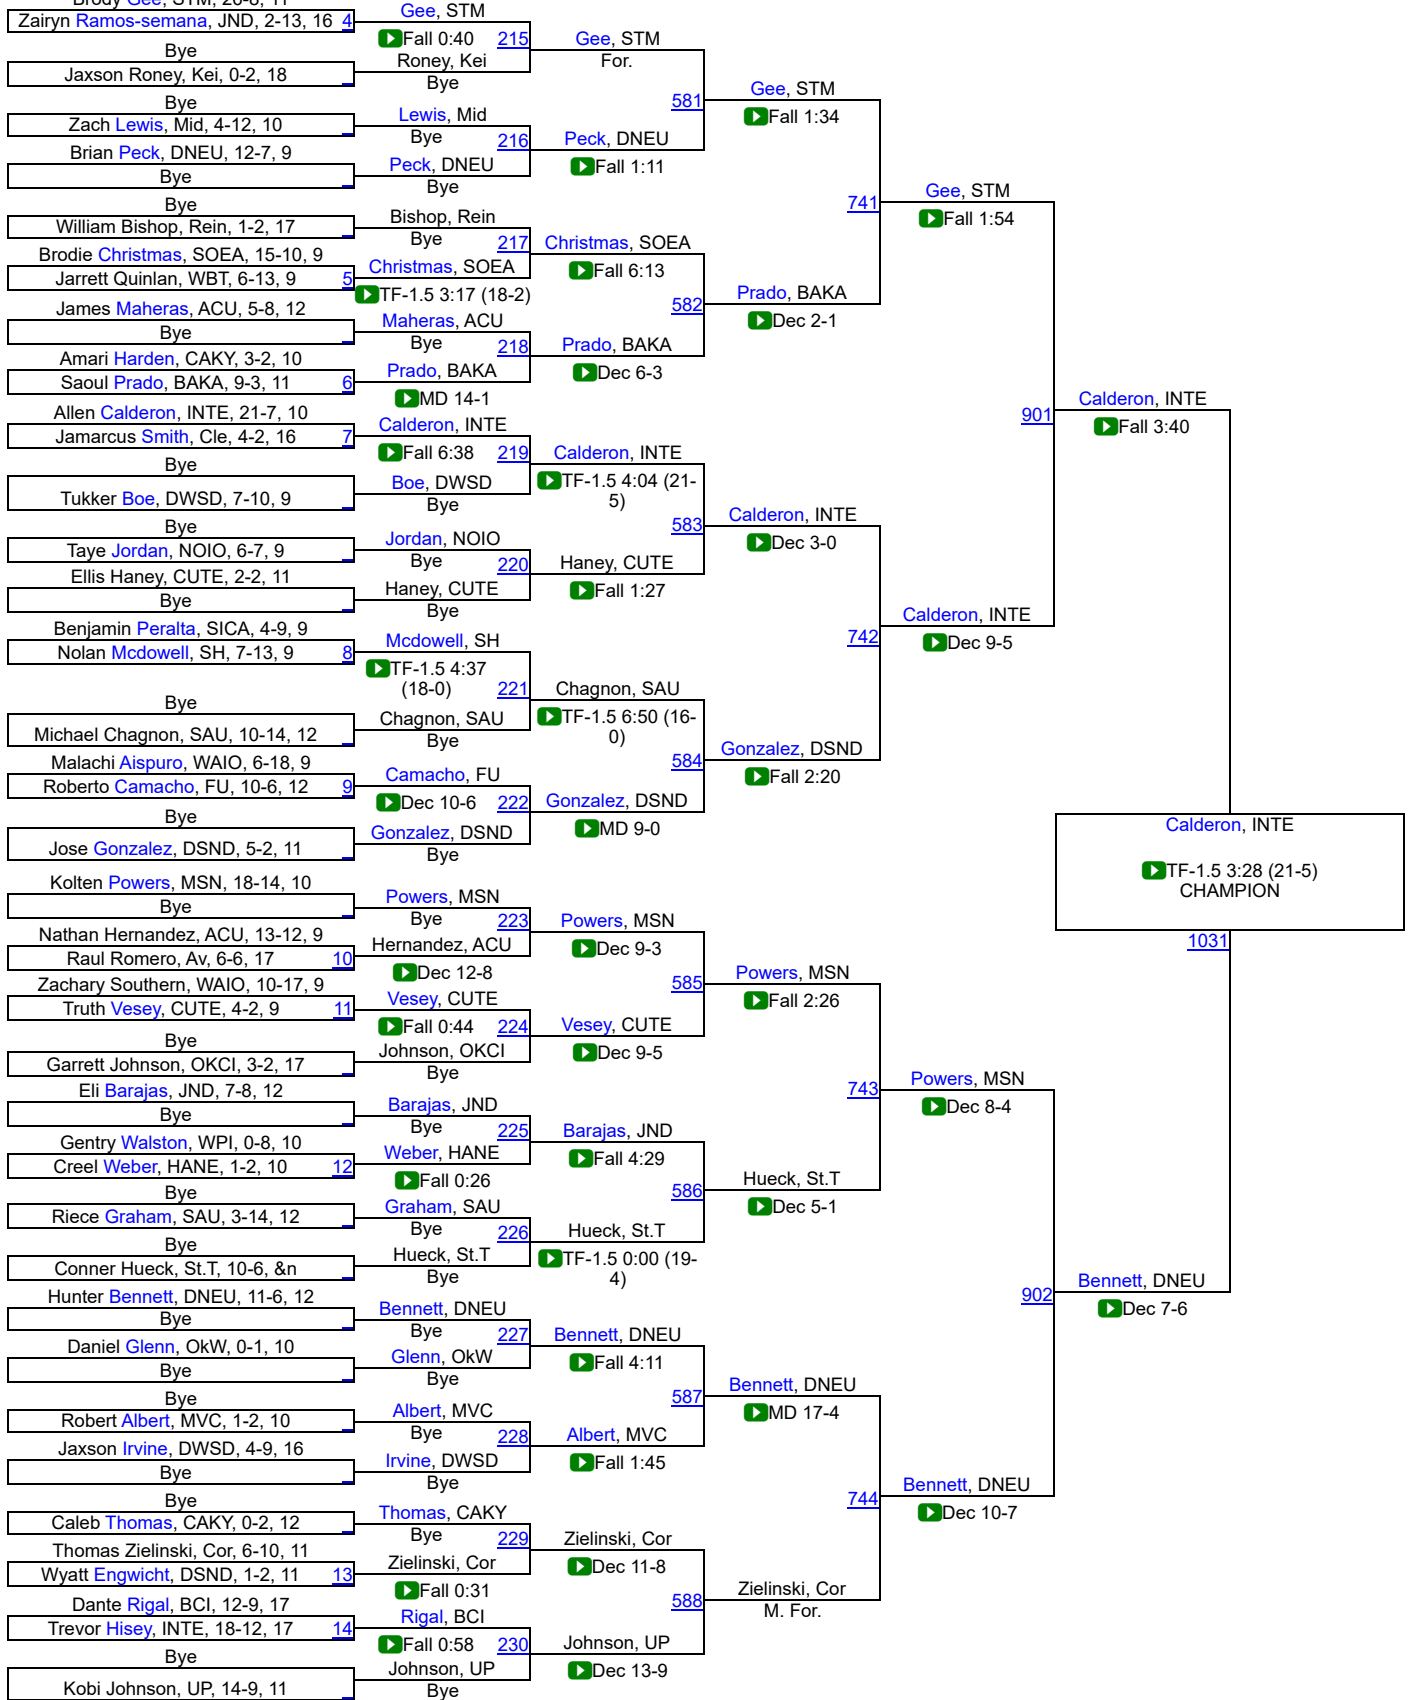 Brody Gee, STM, 26-8, 11
Zairyn Ramos-semana, JND, 2-13, 16 4
Bye
Jaxson Roney, Kei, 0-2, 18
Bye
Zach Lewis, Mid, 4-12, 10
Brian Peck, DNEU, 12-7, 9
Bye
Bye
William Bishop, Rein, 1-2, 17
Brodie Christmas, SOEA, 15-10, 9
Jarrett Quinlan, WBT, 6-13, 9 5
James Maheras, ACU, 5-8, 12
Bye
Amari Harden, CAKY, 3-2, 10
Saoul Prado, BAKA, 9-3, 11 6
Allen Calderon, INTE, 21-7, 10
Jamarcus Smith, Cle, 4-2, 16 7
Bye
Tukker Boe, DWSD, 7-10, 9
Bye
Taye Jordan, NOIO, 6-7, 9
Ellis Haney, CUTE, 2-2, 11
Bye
Benjamin Peralta, SICA, 4-9, 9
Nolan Mcdowell, SH, 7-13, 9 8
Bye
Michael Chagnon, SAU, 10-14, 12
Malachi Aispuro, WAIO, 6-18, 9
Roberto Camacho, FU, 10-6, 12 9
Bye
Jose Gonzalez, DSND, 5-2, 11
Kolten Powers, MSN, 18-14, 10
Bye
Nathan Hernandez, ACU, 13-12, 9
Raul Romero, Av, 6-6, 17 10
Zachary Southern, WAIO, 10-17, 9
Truth Vesey, CUTE, 4-2, 9 11
Bye
Garrett Johnson, OKCI, 3-2, 17
Eli Barajas, JND, 7-8, 12
Bye
Gentry Walston, WPI, 0-8, 10
Creel Weber, HANE, 1-2, 10 12
Bye
Riece Graham, SAU, 3-14, 12
Bye
Conner Hueck, St.T, 10-6, &n
Hunter Bennett, DNEU, 11-6, 12
Bye
Daniel Glenn, OkW, 0-1, 10
Bye
Bye
Robert Albert, MVC, 1-2, 10
Jaxson Irvine, DWSD, 4-9, 16
Bye
Bye
Caleb Thomas, CAKY, 0-2, 12
Thomas Zielinski, Cor, 6-10, 11
Wyatt Engwicht, DSND, 1-2, 11 13
Dante Rigal, BCI, 12-9, 17
Trevor Hisey, INTE, 18-12, 17 14
Bye
Kobi Johnson, UP, 14-9, 11
Gee, STM
Fall 0:40 215
Roney, Kei
Bye
Lewis, Mid
Bye 216
Peck, DNEU
Bye
Bishop, Rein
Bye 217
Christmas, SOEA
TF-1.5 3:17 (18-2)
Maheras, ACU
Bye 218
Prado, BAKA
MD 14-1
Calderon, INTE
Fall 6:38 219
Boe, DWSD
Bye
Jordan, NOIO
Bye 220
Haney, CUTE
Bye
Mcdowell, SH
TF-1.5 4:37
(18-0) 221
Chagnon, SAU
Bye
Camacho, FU
Dec 10-6 222
Gonzalez, DSND
Bye
Powers, MSN
Bye 223
Hernandez, ACU
Dec 12-8
Vesey, CUTE
Fall 0:44 224
Johnson, OKCI
Bye
Barajas, JND
Bye 225
Weber, HANE
Fall 0:26
Graham, SAU
Bye 226
Hueck, St.T
Bye
Bennett, DNEU
Bye 227
Glenn, OkW
Bye
Albert, MVC
Bye 228
Irvine, DWSD
Bye
Thomas, CAKY
Bye 229
Zielinski, Cor
Fall 0:31
Rigal, BCI
Fall 0:58 230
Johnson, UP
Bye
Gee, STM
For.
581
Peck, DNEU
Fall 1:11
Christmas, SOEA
Fall 6:13
582
Prado, BAKA
Dec 6-3
Calderon, INTE
TF-1.5 4:04 (21-
5)
583
Haney, CUTE
Fall 1:27
Chagnon, SAU
TF-1.5 6:50 (16-
0)
584
Gonzalez, DSND
MD 9-0
Powers, MSN
Dec 9-3
585
Vesey, CUTE
Dec 9-5
Barajas, JND
Fall 4:29
586
Hueck, St.T
TF-1.5 0:00 (19-
4)
Bennett, DNEU
Fall 4:11
587
Albert, MVC
Fall 1:45
Zielinski, Cor
Dec 11-8
588
Johnson, UP
Dec 13-9
Gee, STM
Fall 1:34
741
Prado, BAKA
Dec 2-1
Calderon, INTE
Dec 3-0
742
Gonzalez, DSND
Fall 2:20
Powers, MSN
Fall 2:26
743
Hueck, St.T
Dec 5-1
Bennett, DNEU
MD 17-4
744
Zielinski, Cor
M. For.
Gee, STM
Fall 1:54
901
Calderon, INTE
Dec 9-5
Powers, MSN
Dec 8-4
902
Bennett, DNEU
Dec 10-7
Calderon, INTE
Fall 3:40
Calderon, INTE
TF-1.5 3:28 (21-5)
CHAMPION
1031
Bennett, DNEU
Dec 7-6